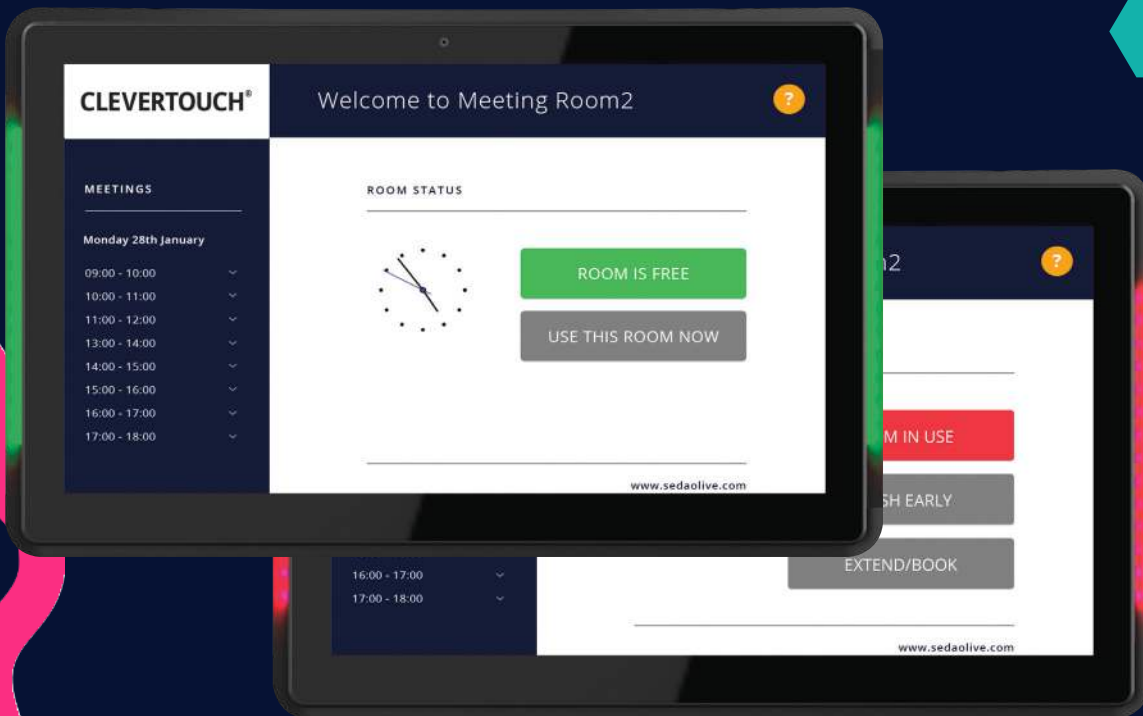 CLEVERTOUCH®
Welcome to Meeting Room2
?
MEETINGS
Monday 28th January
09:00 - 10:00
10:00 - 11:00
11:00 - 12:00
13:00 - 14:00
14:00 - 15:00
15:00 - 16:00
16:00 - 17:00
17:00 - 18:00
ROOM STATUS
ROOM IS FREE
USE THIS ROOM NOW
www.sedaolive.com
?
IN USE
EARLY
EXTEND/BOOK
16:00 - 17:00
17:00 - 18:00
www.sedaolive.com